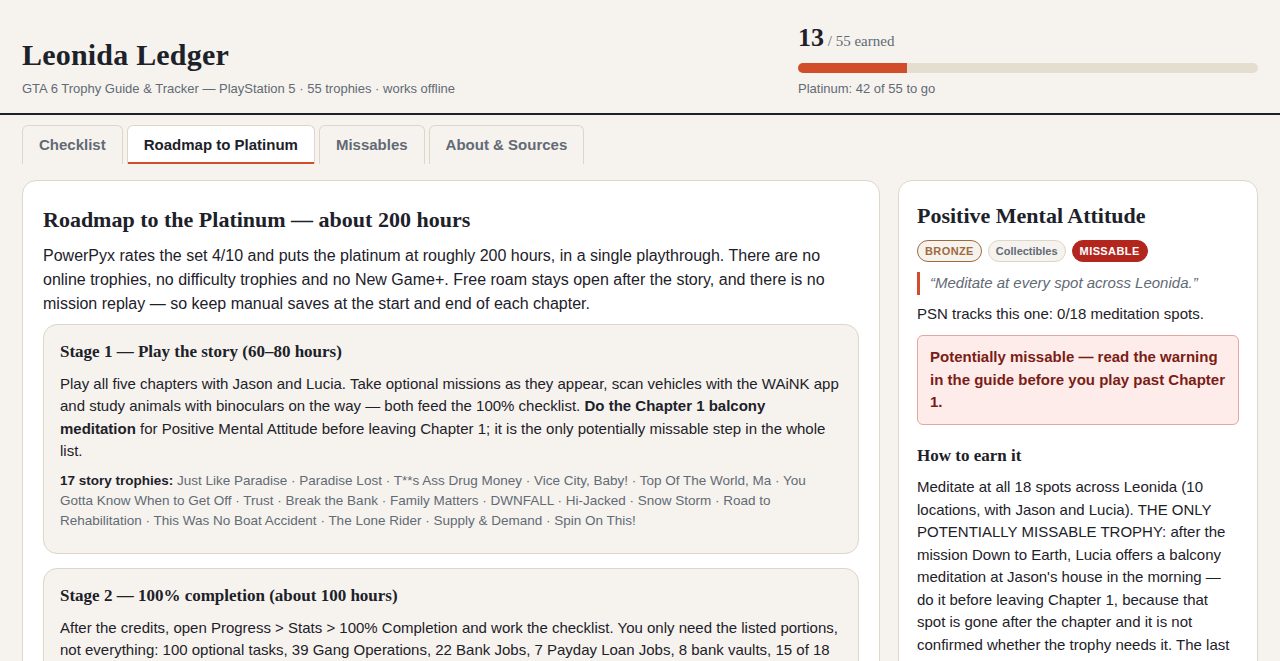 Leonida Ledger
GTA 6 Trophy Guide & Tracker — PlayStation 5 · 55 trophies · works offline
13 / 55 earned
Platinum: 42 of 55 to go
Checklist
Roadmap to Platinum
Missables
About & Sources
Roadmap to the Platinum — about 200 hours
PowerPyx rates the set 4/10 and puts the platinum at roughly 200 hours, in a single playthrough. There are no
online trophies, no difficulty trophies and no New Game+. Free roam stays open after the story, and there is no
mission replay — so keep manual saves at the start and end of each chapter.
Stage 1 — Play the story (60–80 hours)
Play all five chapters with Jason and Lucia. Take optional missions as they appear, scan vehicles with the WAiNK app
and study animals with binoculars on the way — both feed the 100% checklist. Do the Chapter 1 balcony
meditation for Positive Mental Attitude before leaving Chapter 1; it is the only potentially missable step in the whole
list.
17 story trophies: Just Like Paradise · Paradise Lost · T**s Ass Drug Money · Vice City, Baby! · Top Of The World, Ma · You
Gotta Know When to Get Off · Trust · Break the Bank · Family Matters · DWNFALL · Hi-Jacked · Snow Storm · Road to
Rehabilitation · This Was No Boat Accident · The Lone Rider · Supply & Demand · Spin On This!
Stage 2 — 100% completion (about 100 hours)
After the credits, open Progress > Stats > 100% Completion and work the checklist. You only need the listed portions,
not everything: 100 optional tasks, 39 Gang Operations, 22 Bank Jobs, 7 Payday Loan Jobs, 8 bank vaults, 15 of 18
Positive Mental Attitude
BRONZE
Collectibles
MISSABLE
“Meditate at every spot across Leonida.”
PSN tracks this one: 0/18 meditation spots.
Potentially missable — read the warning
in the guide before you play past Chapter
1.
How to earn it
Meditate at all 18 spots across Leonida (10
locations, with Jason and Lucia). THE ONLY
POTENTIALLY MISSABLE TROPHY: after the
mission Down to Earth, Lucia offers a balcony
meditation at Jason's house in the morning —
do it before leaving Chapter 1, because that
spot is gone after the chapter and it is not
confirmed whether the trophy needs it. The last